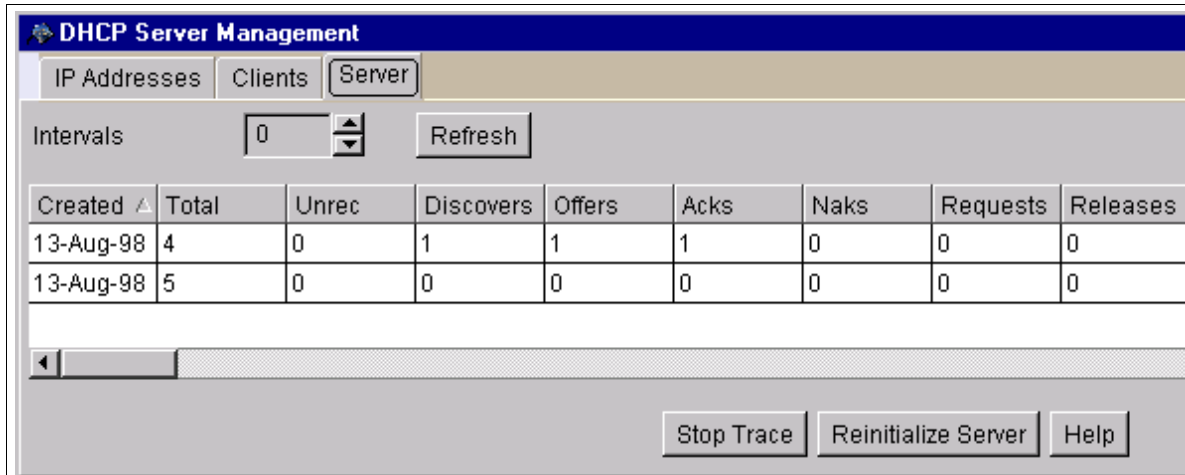 DHCP Server Management
IP Addresses Clients Server
Intervals 0 Refresh
Created Total Unrec Discovers Offers Acks Naks Requests Releases
13-Aug-98 4 0 1 1 1 0 0 0
13-Aug-98 5 0 0 0 0 0 0 0
Stop Trace Reinitialize Server Help